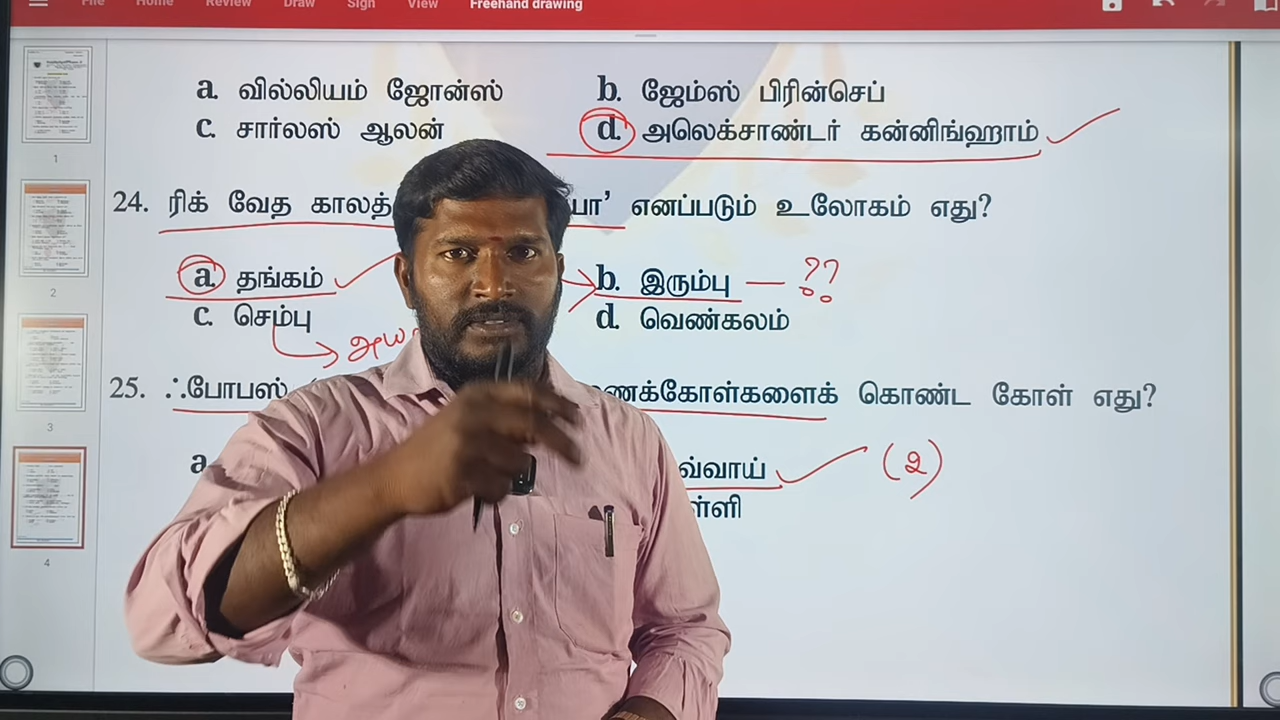 File Home Review Draw Sign View Freehand drawing
a. வில்லியம் ஜோன்ஸ் b. ஜேம்ஸ் பிரின்செப்
c. சார்லஸ் ஆலன் d. அலெக்சாண்டர் கன்னிங்ஹாம்
24. ரிக் வேத காலத் யா' எனப்படும் உலோகம் எது?
a. தங்கம் b. இரும்பு — ??
c. செம்பு d. வெண்கலம்
25. ஃபோபஸ் ணைக்கோள்களைக் கொண்ட கோள் எது?
a வ்வாய் (2)
ள்ளி
1
2
3
4